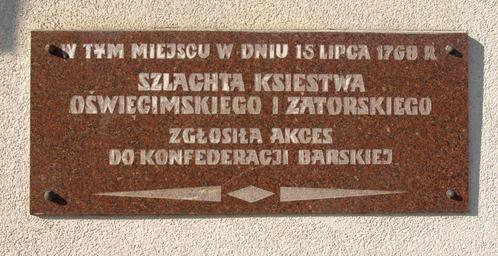 W TYM MIEJSCU W DNIU 15 LIPCA 1768 R
SZLACHTA KSIĘSTWA
OŚWIĘCIMSKIEGO I ZATORSKIEGO
ZGŁOSIŁA AKCES
DO KONFEDERACJI BARSKIEJ